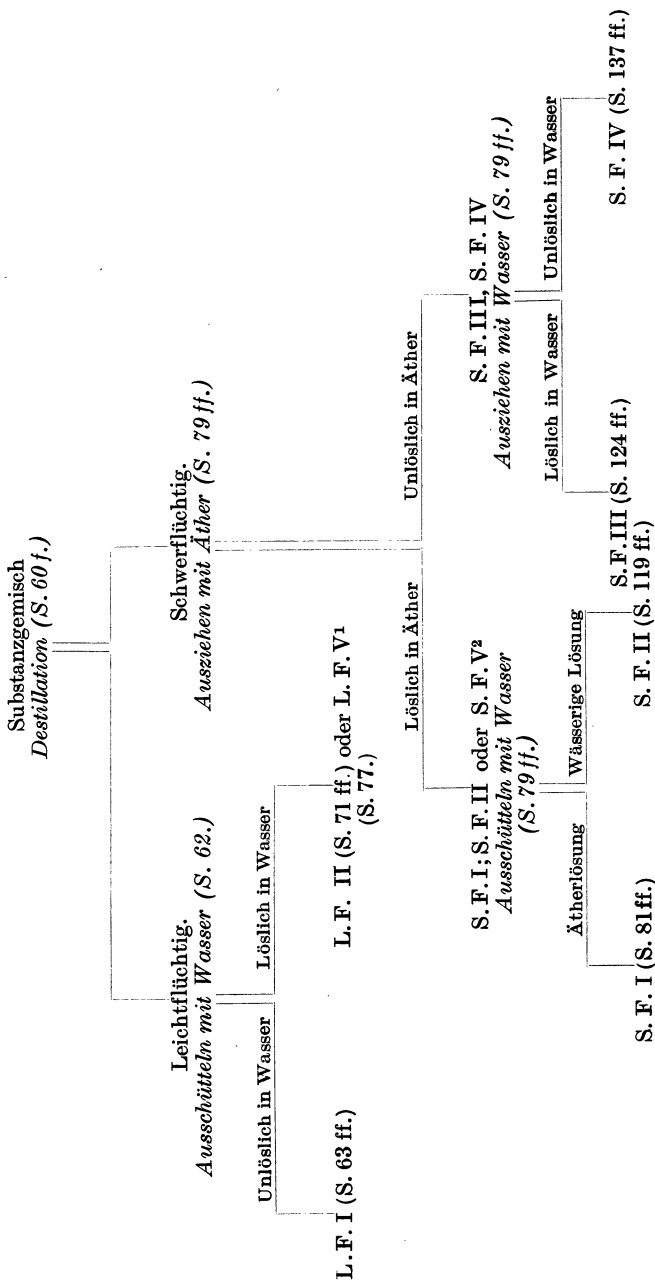 Substanzgemisch
Destillation (S. 60 f.)
Leichtflüchtig.
Ausschütteln mit Wasser (S. 62.)
Schwerflüchtig.
Ausziehen mit Äther (S. 79 ff.)
Unlöslich in Wasser
Löslich in Wasser
L. F. I (S. 63 ff.)
L. F. II (S. 71 ff.) oder L. F. V¹
(S. 77.)
Löslich in Äther
Unlöslich in Äther
S. F. I; S. F. II oder S. F. V²
Ausschütteln mit Wasser
(S. 79 ff.)
S. F. III, S. F. IV
Ausziehen mit Wasser (S. 79 ff.)
Ätherlösung
Wässerige Lösung
Löslich in Wasser
Unlöslich in Wasser
S. F. I (S. 81 ff.)
S. F. II (S. 119 ff.)
S. F. III (S. 124 ff.)
S. F. IV (S. 137 ff.)